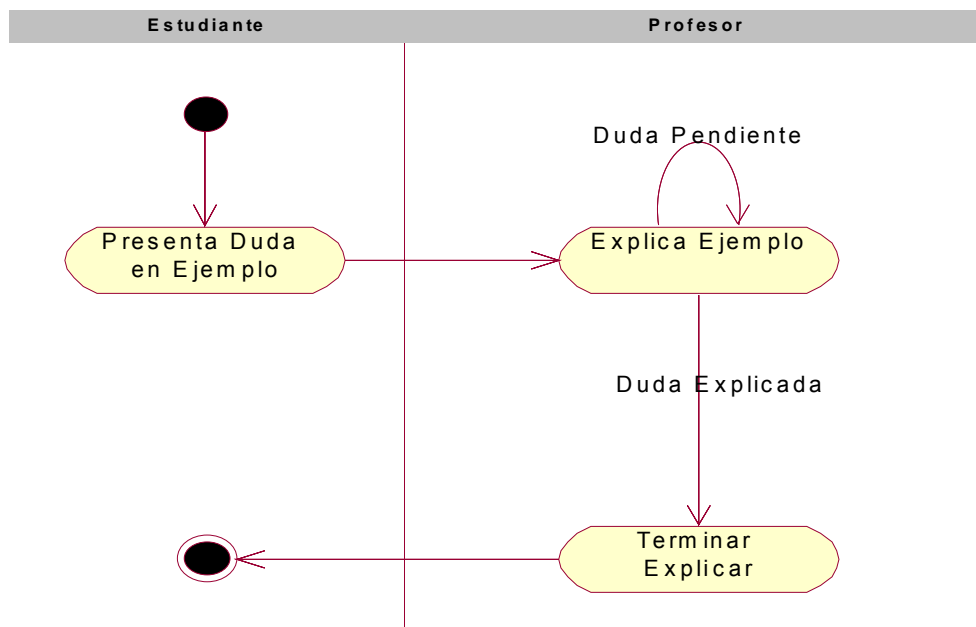 Estudiante
Profesor
Duda Pendiente
Presenta Duda
en Ejemplo
Explica Ejemplo
Duda Explicada
Terminar
Explicar